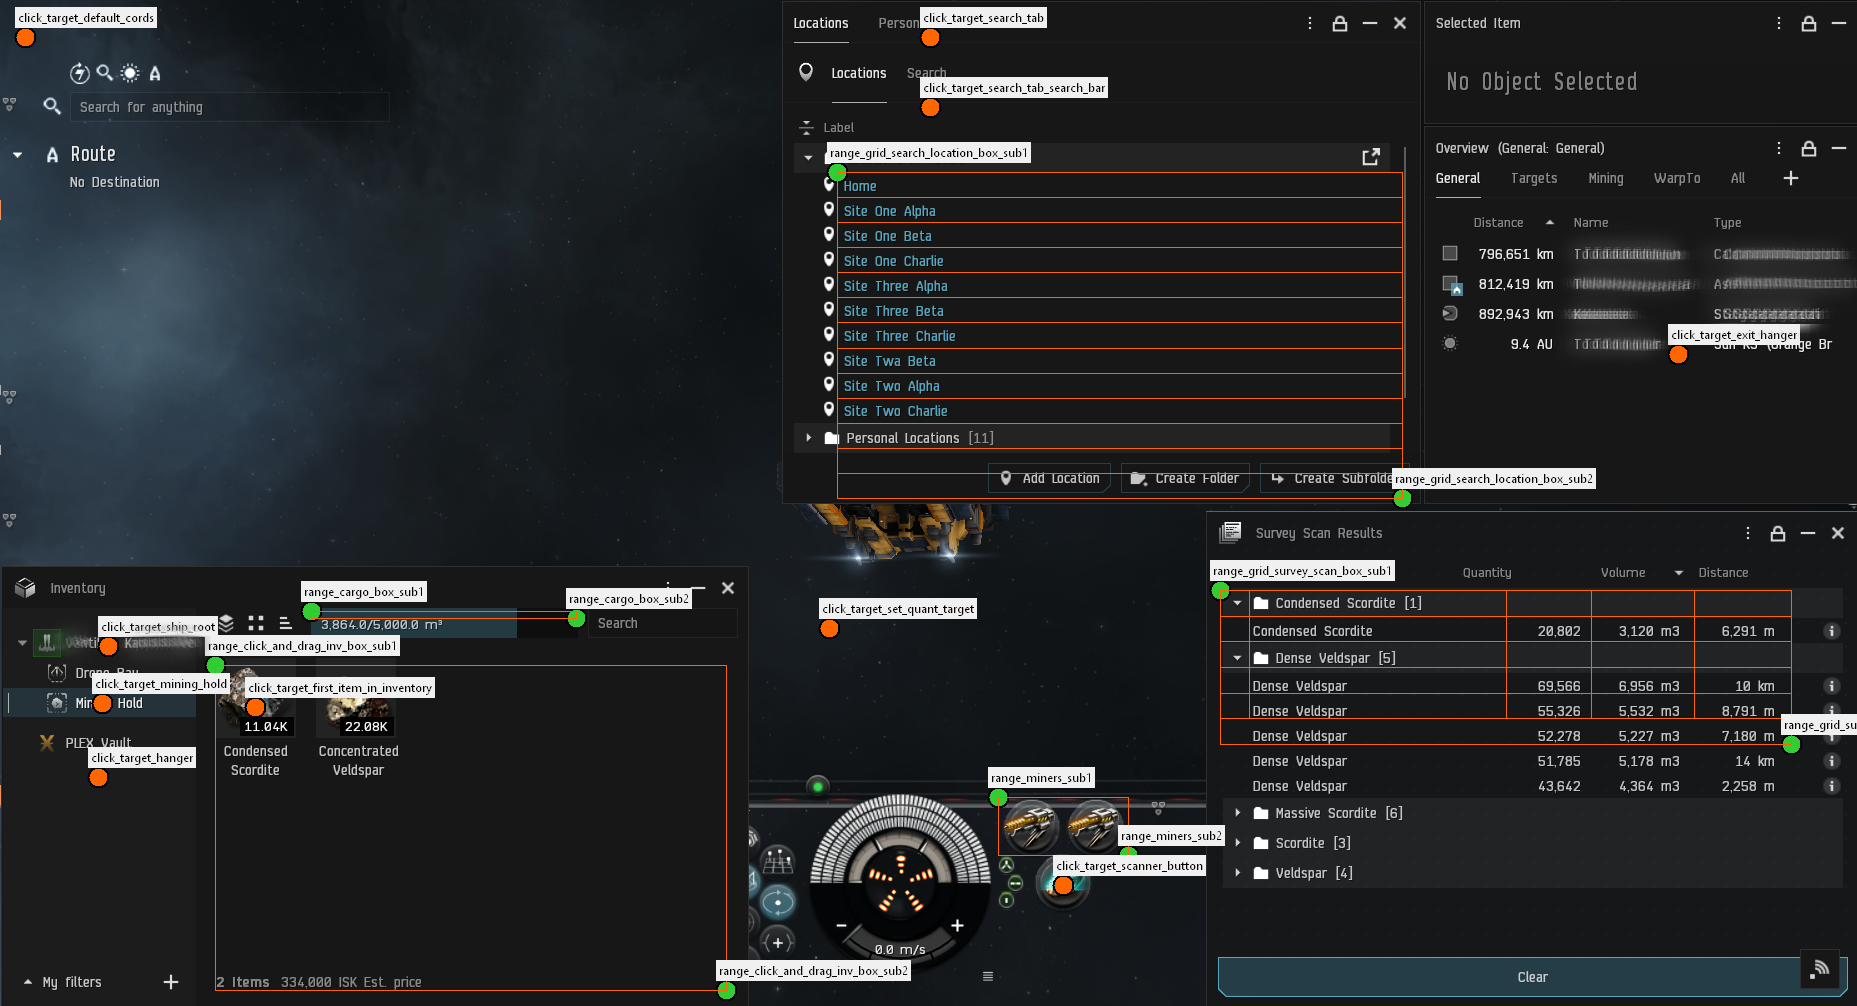 click_target_default_cords
Search for anything
Route
No Destination
Locations
click_target_search_tab
Locations
Search
click_target_search_tab_search_bar
Label
range_grid_search_location_box_sub1
Home
Site One Alpha
Site One Beta
Site One Charlie
Site Three Alpha
Site Three Beta
Site Three Charlie
Site Twa Beta
Site Two Alpha
Site Two Charlie
Personal Locations [11]
Add Location
Create Folder
Create Subfolde
range_grid_search_location_box_sub2
Selected Item
No Object Selected
Overview (General: General)
General Targets Mining WarpTo All
Distance Name Type
796,651 km
812,419 km
892,943 km
click_target_exit_hanger
9.4 AU
Inventory
range_cargo_box_sub1
range_cargo_box_sub2
3,864.0/5,000.0 m³
Search
click_target_ship_root
range_click_and_drag_inv_box_sub1
click_target_mining_hold
Hold
click_target_first_item_in_inventory
11.04K
22.08K
Condensed Scordite
Concentrated Veldspar
PLEX Vault
click_target_hanger
My filters
2 Items 334,000 ISK Est. price
range_click_and_drag_inv_box_sub2
click_target_set_quant_target
range_miners_sub1
range_miners_sub2
click_target_scanner_button
0.0 m/s
Survey Scan Results
range_grid_survey_scan_box_sub1
Quantity Volume Distance
Condensed Scordite [1]
Condensed Scordite 20,802 3,120 m3 6,291 m
Dense Veldspar [5]
Dense Veldspar 69,566 6,956 m3 10 km
Dense Veldspar 55,326 5,532 m3 8,791 m
range_grid_su
Dense Veldspar 52,278 5,227 m3 7,180 m
Dense Veldspar 51,785 5,178 m3 14 km
Dense Veldspar 43,642 4,364 m3 2,258 m
Massive Scordite [6]
Scordite [3]
Veldspar [4]
Clear